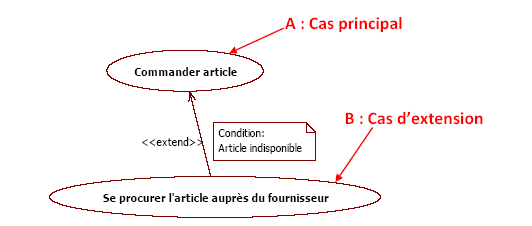 A : Cas principal
Commander article
B : Cas d'extension
<<extend>>
Condition:
Article indisponible
Se procurer l'article auprès du fournisseur